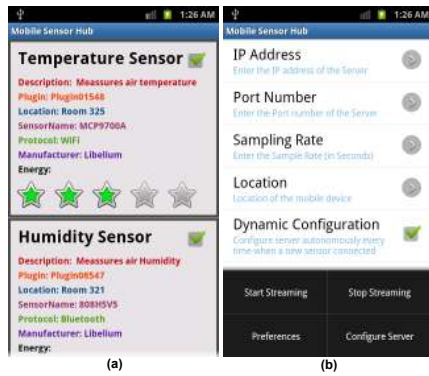 1:26 AM
Mobile Sensor Hub
Temperature Sensor
Description: Meassures air temperature
Plugin: Plugin01548
Location: Room 325
SensorName: MCP9700A
Protocol: WiFi
Manufacturer: Libelium
Energy:
Humidity Sensor
Description: Meassures air Humidity
Plugin: Plugin08547
Location: Room 321
SensorName: 808H5V5
Protocol: Bluetooth
Manufacturer: Libelium
Energy:
(a)
1:26 AM
Mobile Sensor Hub
IP Address
Enter the IP address of the Server
Port Number
Enter the Port number of the Server
Sampling Rate
Enter the Sample Rate (in Seconds)
Location
Location of the mobile device
Dynamic Configuration
Configure server autonomously every
time when a new sensor connected
Start Streaming
Stop Streaming
Preferences
Configure Server
(b)